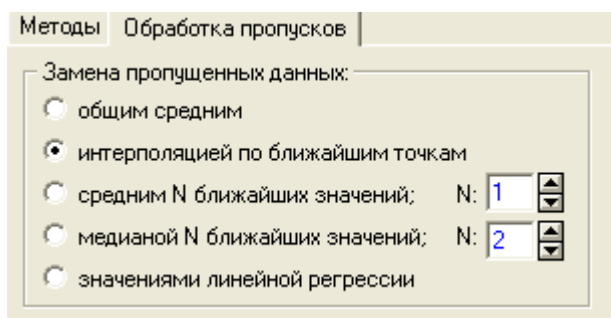 Методы Обработка пропусков
Замена пропущенных данных:
общим средним
интерполяцией по ближайшим точкам
средним N ближайших значений; N: 1
медианой N ближайших значений; N: 2
значениями линейной регрессии